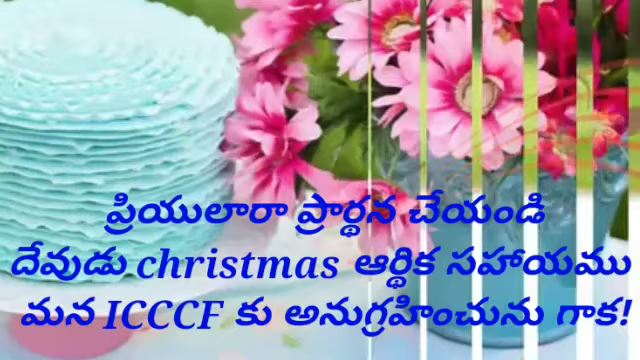 ప్రియులారా ప్రార్థన చేయండి
దేవుడు christmas ఆర్థిక సహాయము
మన ICCCF కు అనుగ్రహించును గాక!